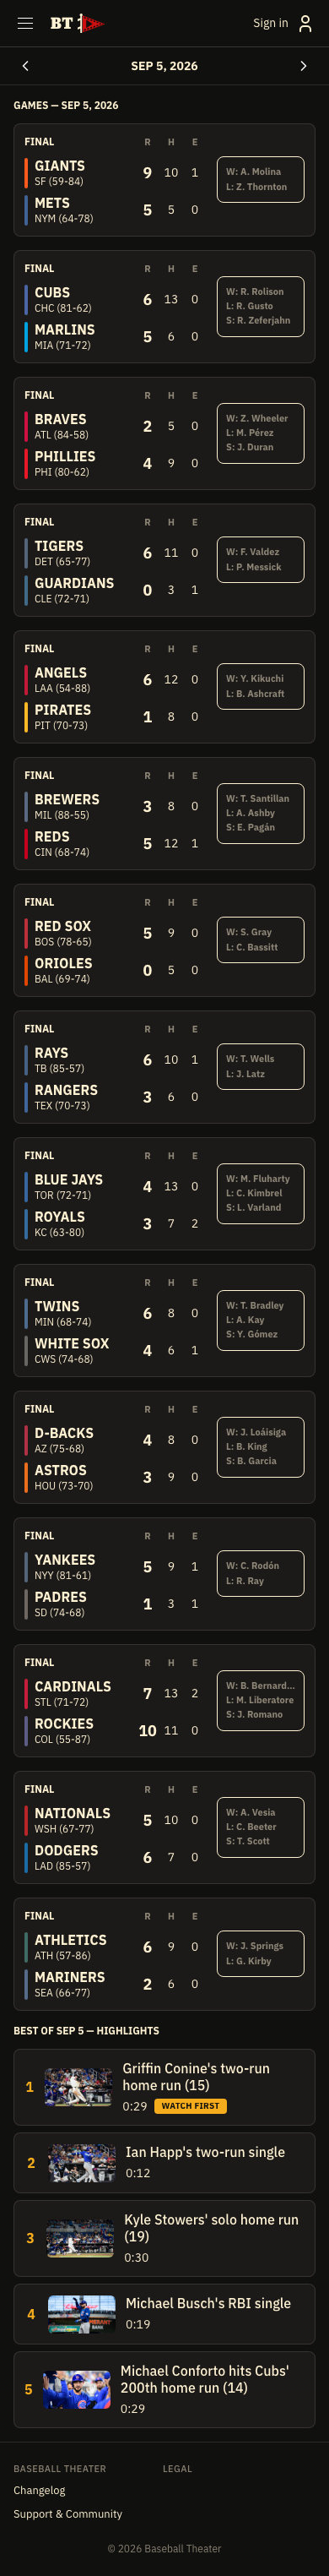 BT
Sign in
SEP 5, 2026
GAMES — SEP 5, 2026
FINAL R H E
GIANTS 9 10 1
SF (59-84)
METS 5 5 0
NYM (64-78)
W: A. Molina
L: Z. Thornton
FINAL R H E
CUBS 6 13 0
CHC (81-62)
MARLINS 5 6 0
MIA (71-72)
W: R. Rolison
L: R. Gusto
S: R. Zeferjahn
FINAL R H E
BRAVES 2 5 0
ATL (84-58)
PHILLIES 4 9 0
PHI (80-62)
W: Z. Wheeler
L: M. Pérez
S: J. Duran
FINAL R H E
TIGERS 6 11 0
DET (65-77)
GUARDIANS 0 3 1
CLE (72-71)
W: F. Valdez
L: P. Messick
FINAL R H E
ANGELS 6 12 0
LAA (54-88)
PIRATES 1 8 0
PIT (70-73)
W: Y. Kikuchi
L: B. Ashcraft
FINAL R H E
BREWERS 3 8 0
MIL (88-55)
REDS 5 12 1
CIN (68-74)
W: T. Santillan
L: A. Ashby
S: E. Pagán
FINAL R H E
RED SOX 5 9 0
BOS (78-65)
ORIOLES 0 5 0
BAL (69-74)
W: S. Gray
L: C. Bassitt
FINAL R H E
RAYS 6 10 1
TB (85-57)
RANGERS 3 6 0
TEX (70-73)
W: T. Wells
L: J. Latz
FINAL R H E
BLUE JAYS 4 13 0
TOR (72-71)
ROYALS 3 7 2
KC (63-80)
W: M. Fluharty
L: C. Kimbrel
S: L. Varland
FINAL R H E
TWINS 6 8 0
MIN (68-74)
WHITE SOX 4 6 1
CWS (74-68)
W: T. Bradley
L: A. Kay
S: Y. Gómez
FINAL R H E
D-BACKS 4 8 0
AZ (75-68)
ASTROS 3 9 0
HOU (73-70)
W: J. Loáisiga
L: B. King
S: B. Garcia
FINAL R H E
YANKEES 5 9 1
NYY (81-61)
PADRES 1 3 1
SD (74-68)
W: C. Rodón
L: R. Ray
FINAL R H E
CARDINALS 7 13 2
STL (71-72)
ROCKIES 10 11 0
COL (55-87)
W: B. Bernard...
L: M. Liberatore
S: J. Romano
FINAL R H E
NATIONALS 5 10 0
WSH (67-77)
DODGERS 6 7 0
LAD (85-57)
W: A. Vesia
L: C. Beeter
S: T. Scott
FINAL R H E
ATHLETICS 6 9 0
ATH (57-86)
MARINERS 2 6 0
SEA (66-77)
W: J. Springs
L: G. Kirby
BEST OF SEP 5 — HIGHLIGHTS
1
Griffin Conine's two-run
home run (15)
0:29 WATCH FIRST
2
Ian Happ's two-run single
0:12
3
Kyle Stowers' solo home run
(19)
0:30
4
Michael Busch's RBI single
0:19
5
Michael Conforto hits Cubs'
200th home run (14)
0:29
BASEBALL THEATER LEGAL
Changelog
Support & Community
© 2026 Baseball Theater